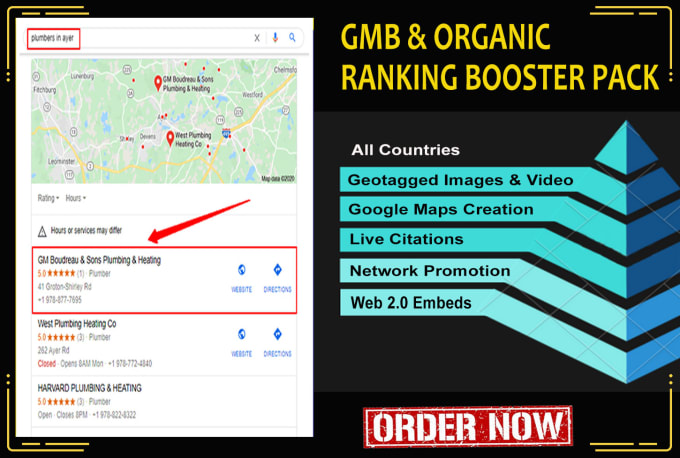 plumbers in ayer
X
GMB & ORGANIC
RANKING BOOSTER PACK
Lunenburg
Fitchburg
Chelmsfo
Westford
GM Boudreau & Sons
Plumbing & Heating
Shirley
Devens
West Plumbing
Heating Co
Leominster
Map data ©2020
Rating
Hours
Hours or services may differ
GM Boudreau & Sons Plumbing & Heating
5.0 (1) · Plumber
41 Groton-Shirley Rd
+1 978-877-7695
WEBSITE
DIRECTIONS
West Plumbing Heating Co
5.0 (3) · Plumber
262 Ayer Rd
Closed · Opens 8AM Mon · +1 978-772-4840
WEBSITE
DIRECTIONS
HARVARD PLUMBING & HEATING
5.0 (3) · Plumber
Open · Closes 8PM · +1 978-822-8322
All Countries
Geotagged Images & Video
Google Maps Creation
Live Citations
Network Promotion
Web 2.0 Embeds
ORDER NOW